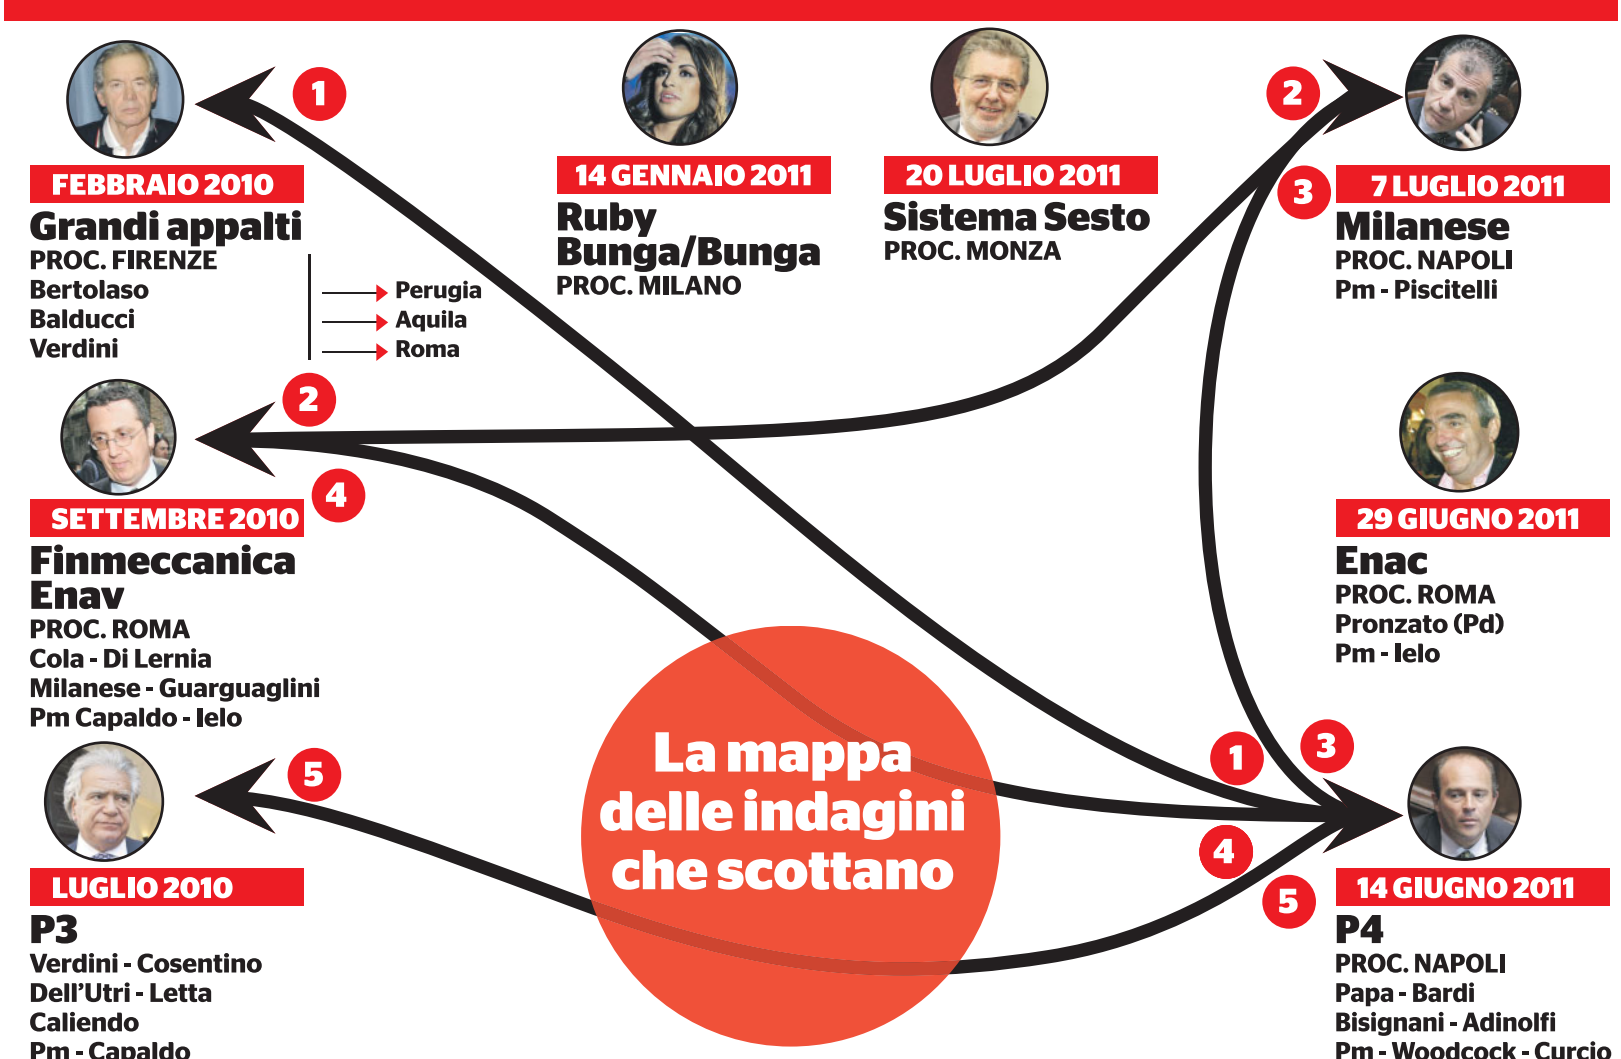 1
2
3
FEBBRAIO 2010
Grandi appalti
PROC. FIRENZE
Bertolaso
Balducci
Verdini
Perugia
Aquila
Roma
14 GENNAIO 2011
Ruby
Bunga/Bunga
PROC. MILANO
20 LUGLIO 2011
Sistema Sesto
PROC. MONZA
7 LUGLIO 2011
Milanese
PROC. NAPOLI
Pm - Piscitelli
2
4
SETTEMBRE 2010
Finmeccanica
Enav
PROC. ROMA
Cola - Di Lernia
Milanese - Guarguaglini
Pm Capaldo - Ielo
29 GIUGNO 2011
Enac
PROC. ROMA
Pronzato (Pd)
Pm - Ielo
La mappa
delle indagini
che scottano
5
1
3
4
5
LUGLIO 2010
P3
Verdini - Cosentino
Dell'Utri - Letta
Caliendo
Pm - Capaldo
14 GIUGNO 2011
P4
PROC. NAPOLI
Papa - Bardi
Bisignani - Adinolfi
Pm - Woodcock - Curcio